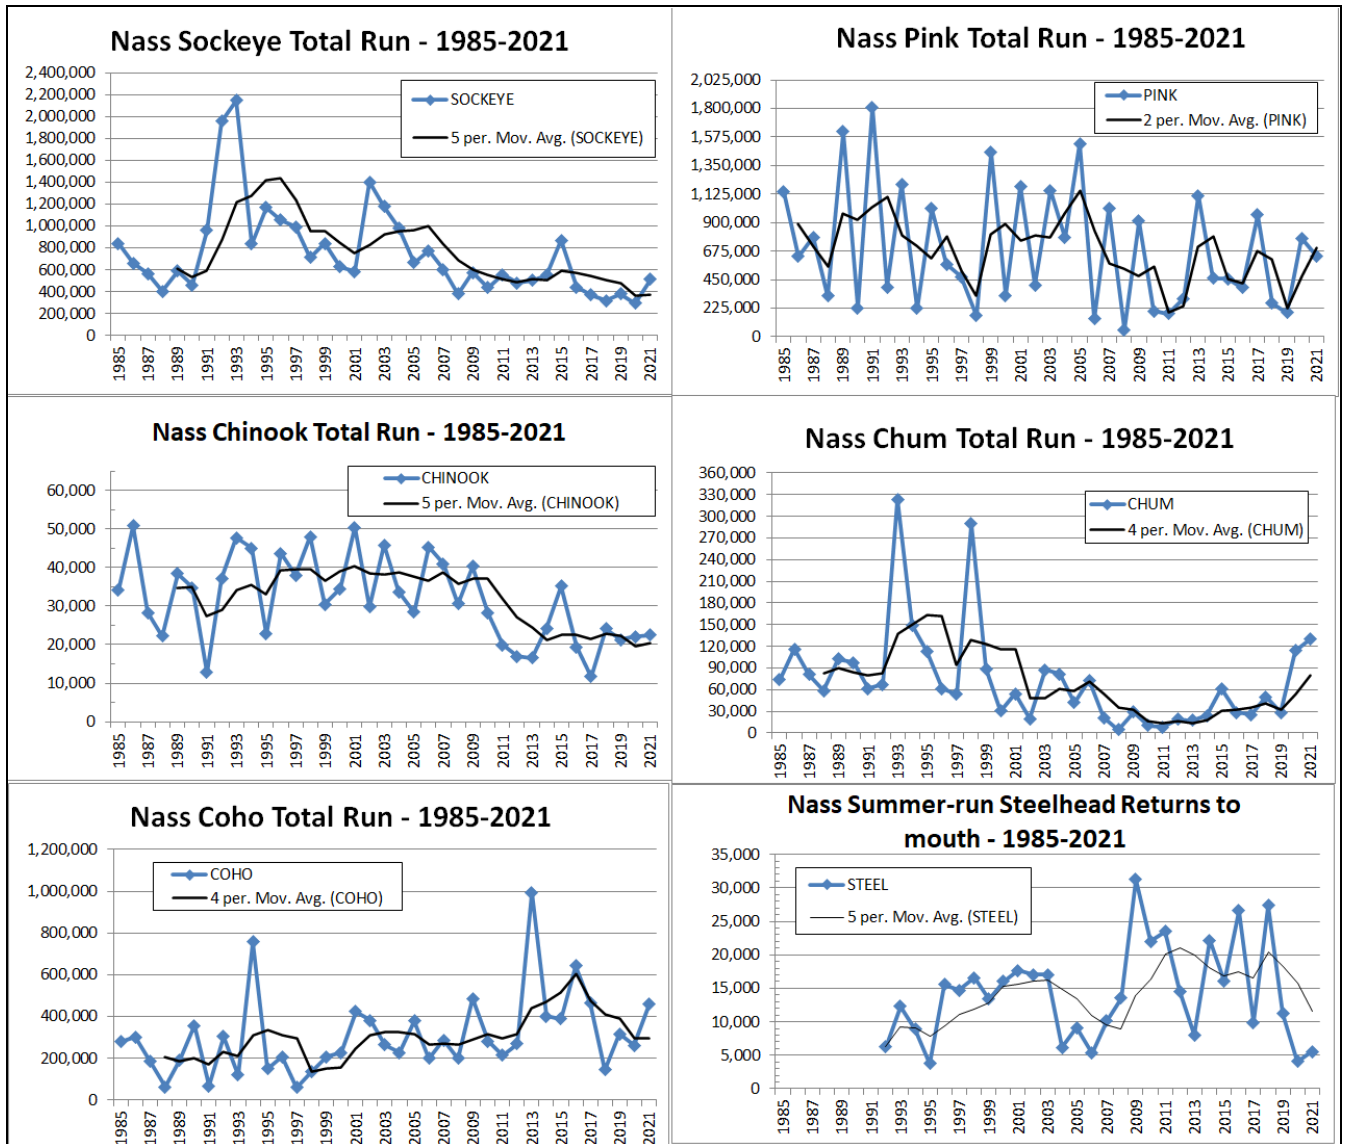 Nass Sockeye Total Run - 1985-2021
2,400,000
2,200,000
2,000,000
1,800,000
1,600,000
1,400,000
1,200,000
1,000,000
800,000
600,000
400,000
200,000
0
SOCKEYE
5 per. Mov. Avg. (SOCKEYE)
1985 1987 1989 1991 1993 1995 1997 1999 2001 2003 2005 2007 2009 2011 2013 2015 2017 2019 2021
Nass Pink Total Run - 1985-2021
2,025,000
1,800,000
1,575,000
1,350,000
1,125,000
900,000
675,000
450,000
225,000
0
PINK
2 per. Mov. Avg. (PINK)
1985 1987 1989 1991 1993 1995 1997 1999 2001 2003 2005 2007 2009 2011 2013 2015 2017 2019 2021
Nass Chinook Total Run - 1985-2021
60,000
50,000
40,000
30,000
20,000
10,000
0
CHINOOK
5 per. Mov. Avg. (CHINOOK)
1985 1987 1989 1991 1993 1995 1997 1999 2001 2003 2005 2007 2009 2011 2013 2015 2017 2019 2021
Nass Chum Total Run - 1985-2021
360,000
330,000
300,000
270,000
240,000
210,000
180,000
150,000
120,000
90,000
60,000
30,000
0
CHUM
4 per. Mov. Avg. (CHUM)
1985 1987 1989 1991 1993 1995 1997 1999 2001 2003 2005 2007 2009 2011 2013 2015 2017 2019 2021
Nass Coho Total Run - 1985-2021
1,200,000
1,000,000
800,000
600,000
400,000
200,000
0
COHO
4 per. Mov. Avg. (COHO)
1985 1987 1989 1991 1993 1995 1997 1999 2001 2003 2005 2007 2009 2011 2013 2015 2017 2019 2021
Nass Summer-run Steelhead Returns to
mouth - 1985-2021
35,000
30,000
25,000
20,000
15,000
10,000
5,000
0
STEEL
5 per. Mov. Avg. (STEEL)
1985 1987 1989 1991 1993 1995 1997 1999 2001 2003 2005 2007 2009 2011 2013 2015 2017 2019 2021